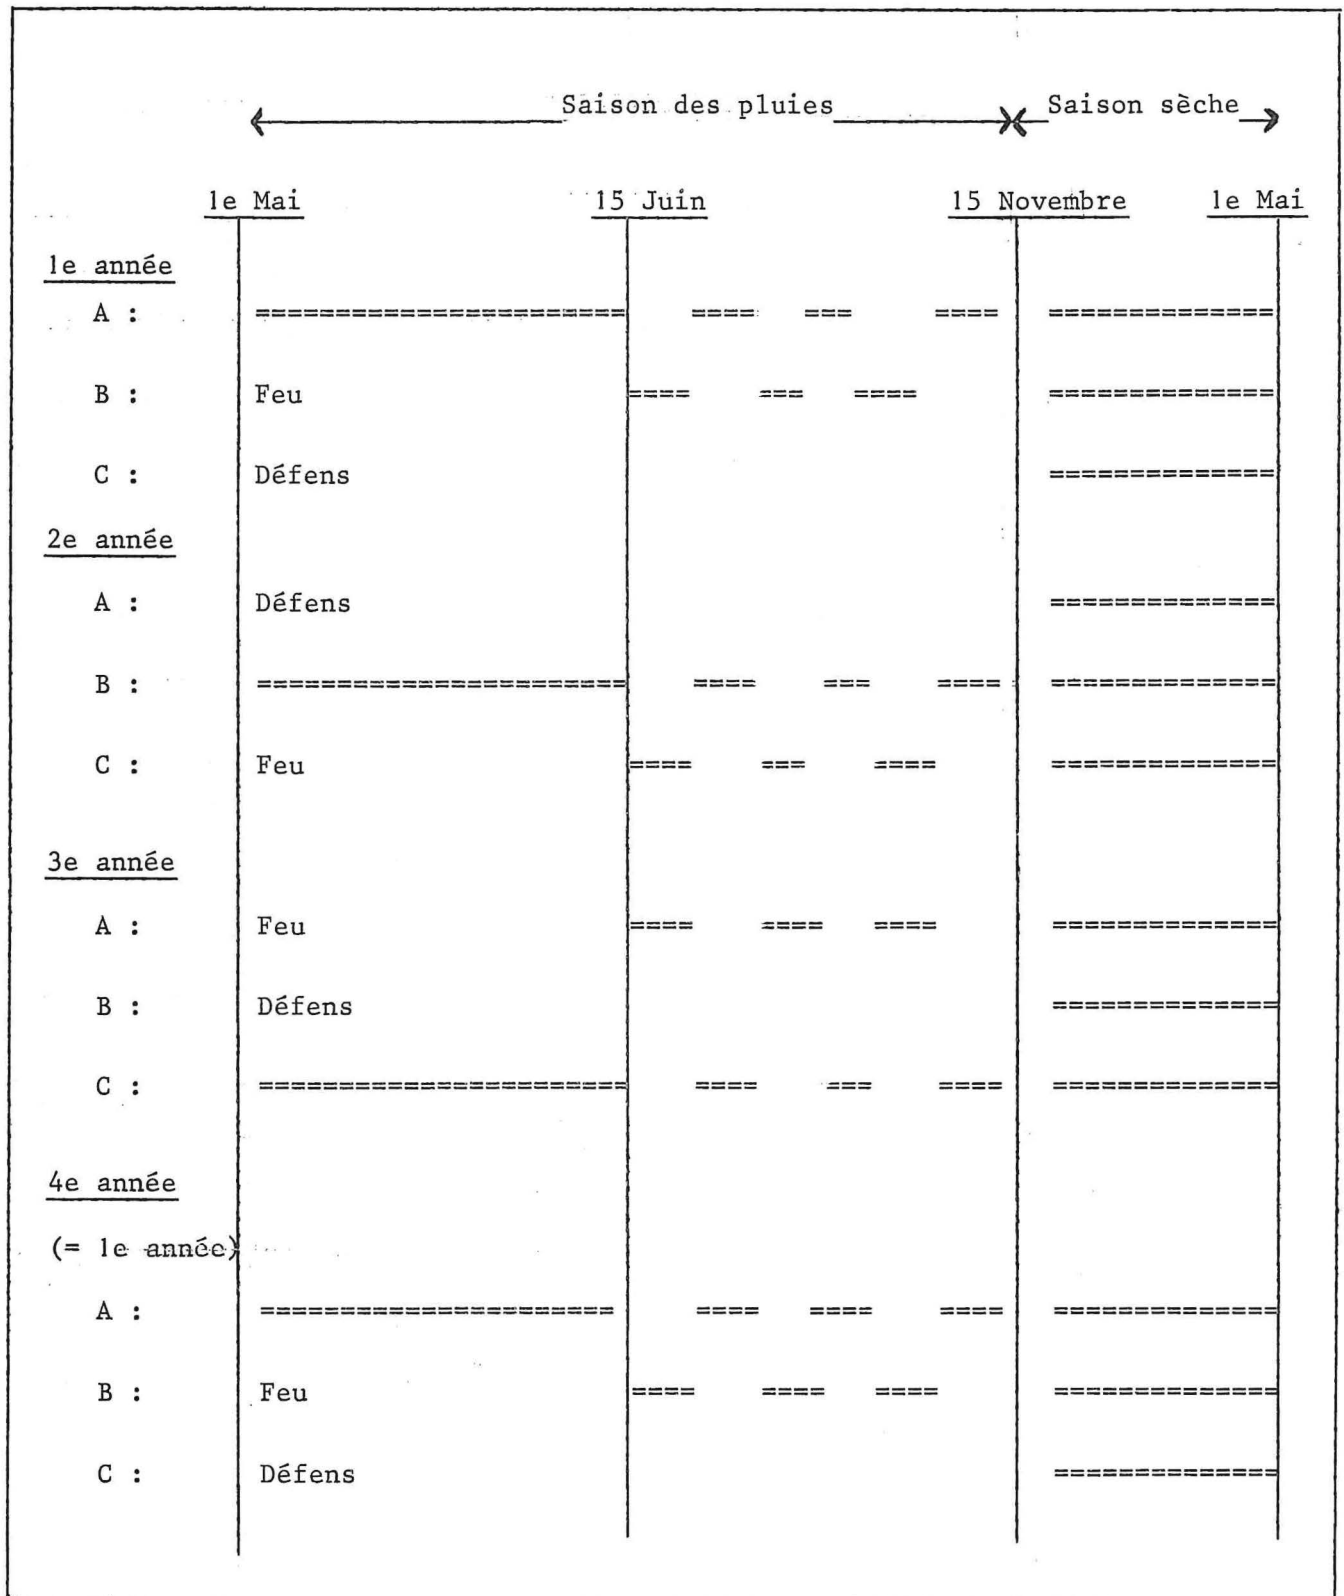 Saison des pluies Saison sèche
1e Mai 15 Juin 15 Novembre 1e Mai
1e année
A : ======================= ==== === ==== ==============
B : Feu ==== === ==== ==============
C : Défens ==============
2e année
A : Défens ==============
B : ======================= ==== === ==== ==============
C : Feu ==== === ==== ==============
3e année
A : Feu ==== ==== ==== ==============
B : Défens ==============
C : ======================= ==== === ==== ==============
4e année
(= 1e année)
A : ====================== ==== ==== ==== ==============
B : Feu ==== ==== ==== ==============
C : Défens ==============